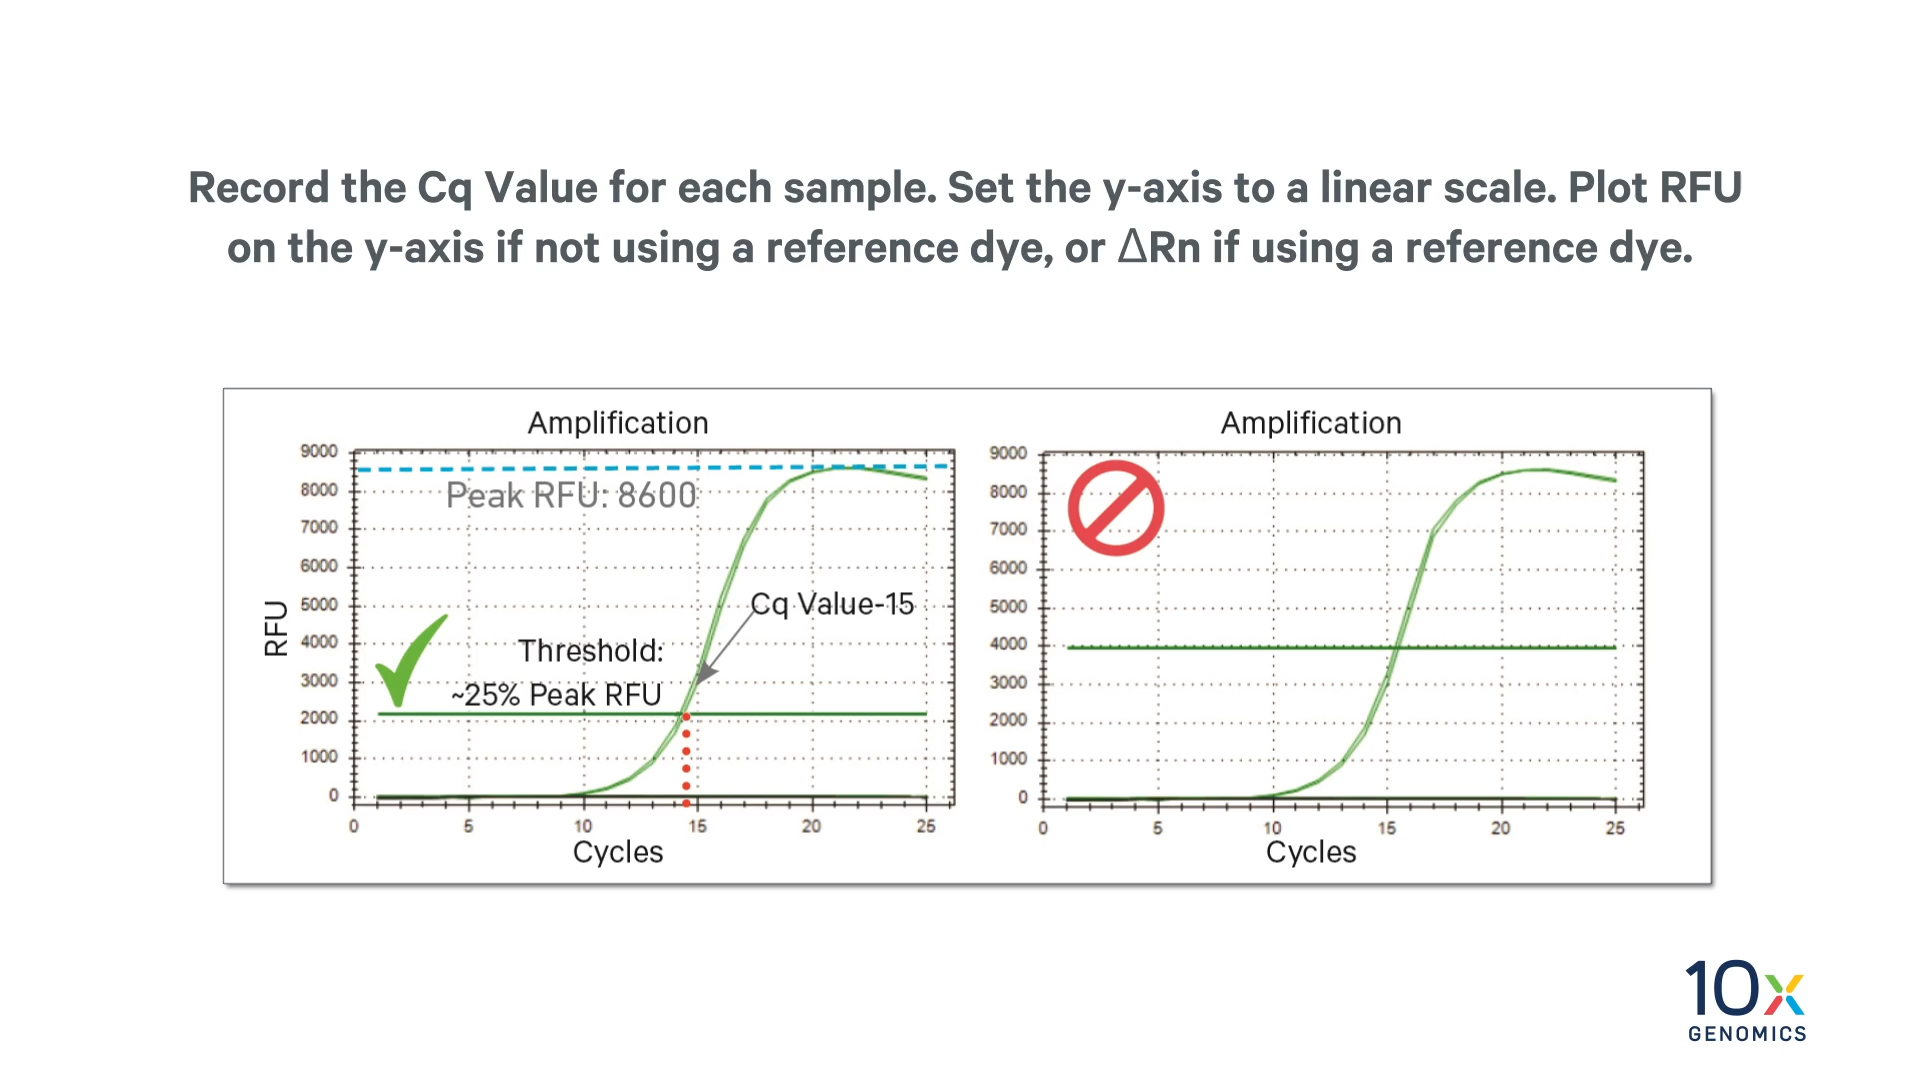 Record the Cq Value for each sample. Set the y-axis to a linear scale. Plot RFU
on the y-axis if not using a reference dye, or ΔRn if using a reference dye.
Amplification
9000
8000
7000
6000
5000
4000
3000
2000
1000
0
RFU
Peak RFU: 8600
Cq Value-15
Threshold:
~25% Peak RFU
0 5 10 15 20 25
Cycles
Amplification
9000
8000
7000
6000
5000
4000
3000
2000
1000
0
0 5 10 15 20 25
Cycles
10x
GENOMICS